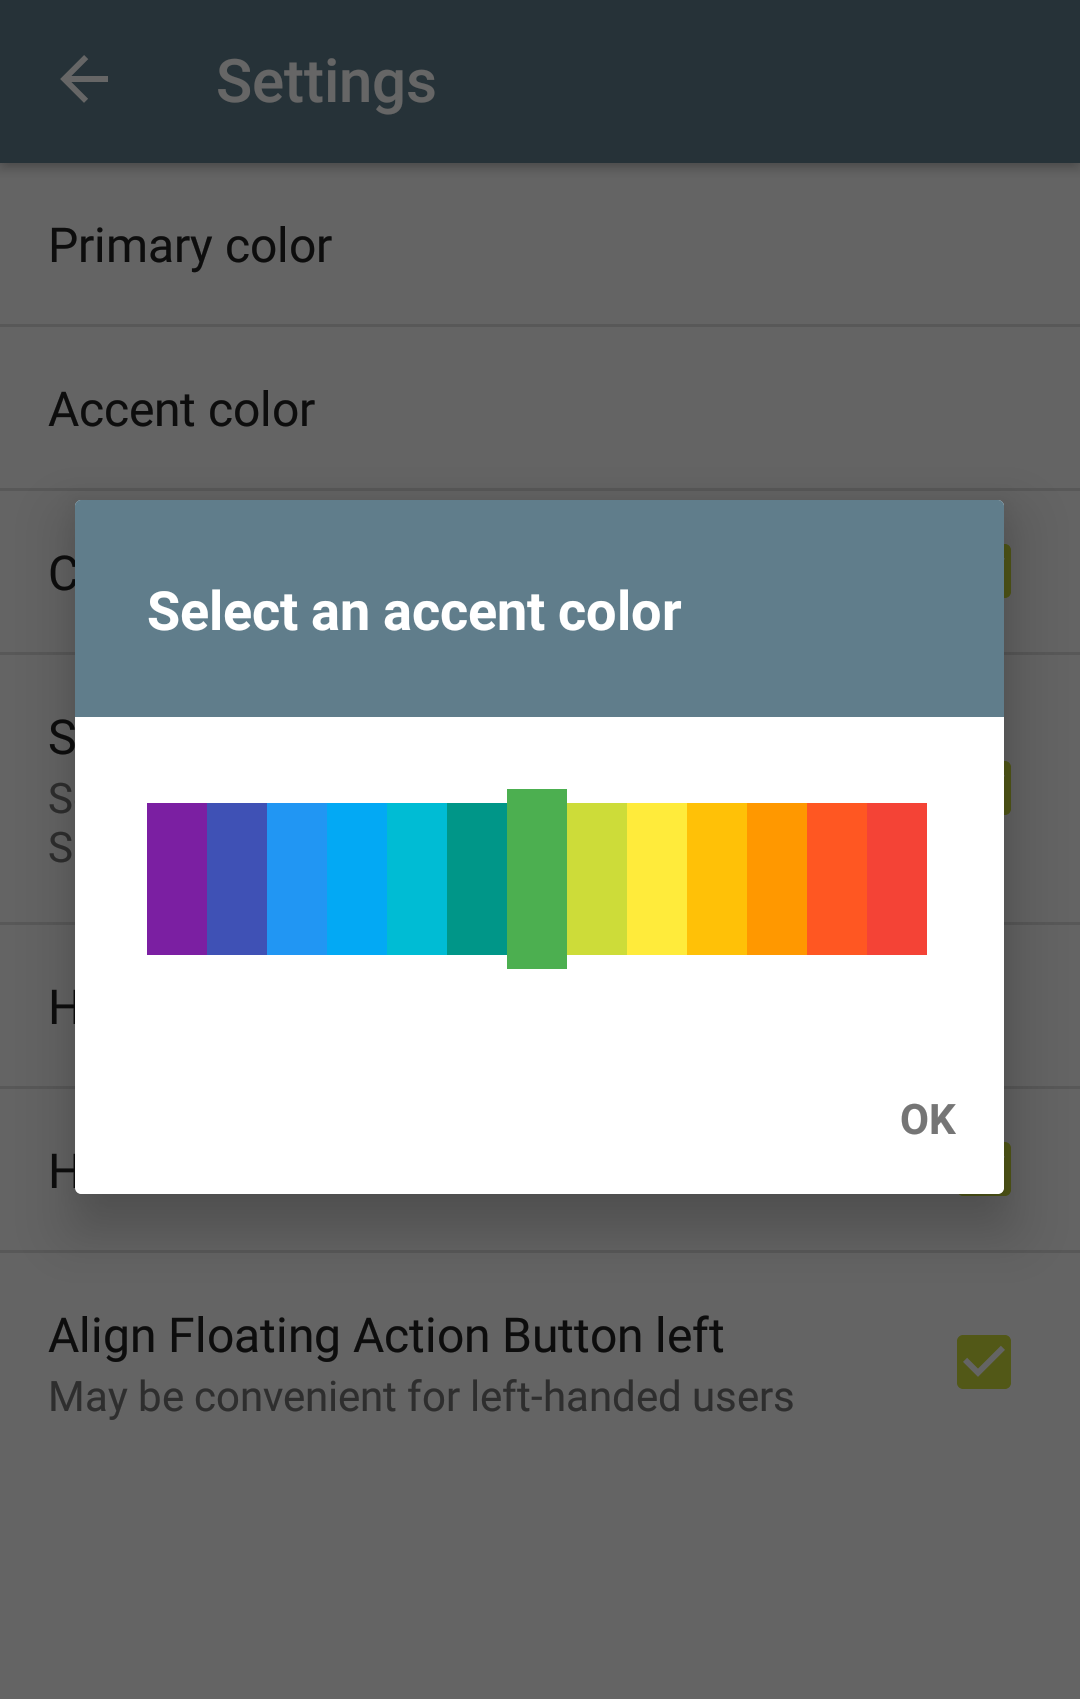 Settings
Primary color
Accent color
C
Select an accent color
S
S
S
H
OK
H
Align Floating Action Button left
May be convenient for left-handed users